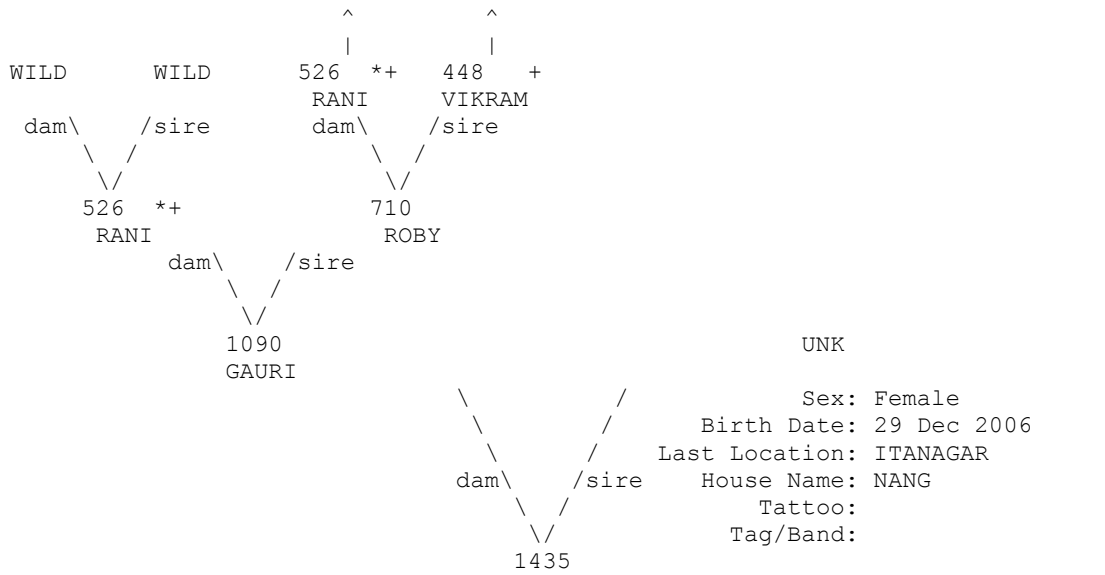 ^ ^
| |
WILD WILD 526 *+ 448 +
RANI VIKRAM
dam\ /sire dam\ /sire
\ / \ /
\/ \/
526 *+ 710
RANI ROBY
dam\ /sire
\ /
\/
1090 UNK
GAURI
\ / Sex: Female
\ / Birth Date: 29 Dec 2006
\ / Last Location: ITANAGAR
dam\ /sire House Name: NANG
\ / Tattoo:
\/ Tag/Band:
1435